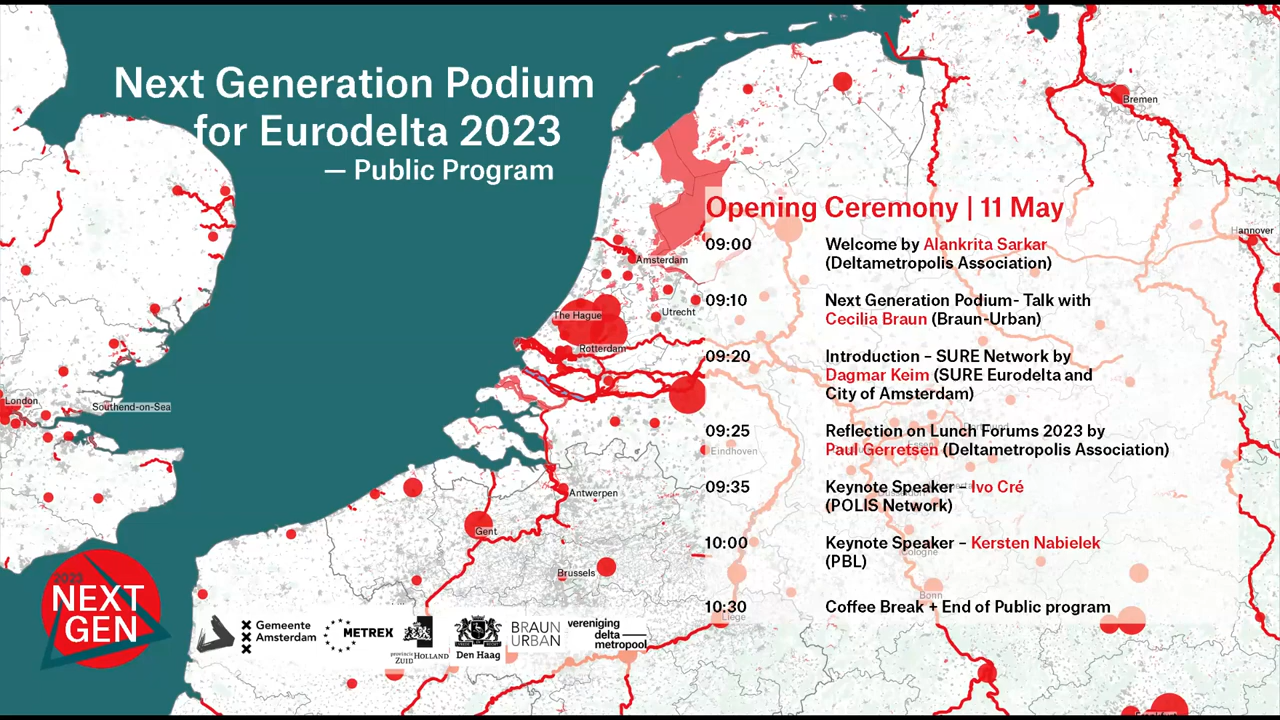 Next Generation Podium
for Eurodelta 2023
— Public Program
Bremen
Hannover
Opening Ceremony | 11 May
09:00 Welcome by Alankrita Sarkar
(Deltametropolis Association)
09:10 Next Generation Podium- Talk with
Cecilia Braun (Braun-Urban)
09:20 Introduction – SURE Network by
Dagmar Keim (SURE Eurodelta and
City of Amsterdam)
09:25 Reflection on Lunch Forums 2023 by
Paul Gerretsen (Deltametropolis Association)
09:35 Keynote Speaker – Ivo Cré
(POLIS Network)
10:00 Keynote Speaker – Kersten Nabielek
(PBL)
10:30 Coffee Break + End of Public program
Amsterdam
The Hague
Utrecht
Rotterdam
London
Southend-on-Sea
Eindhoven
Essen
Antwerpen
Gent
Brussels
Cologne
Bonn
Liège
2023
NEXT
GEN
Gemeente
Amsterdam
METREX
provincie
ZUID HOLLAND
Den Haag
BRAUN
URBAN
vereniging
delta
metropool